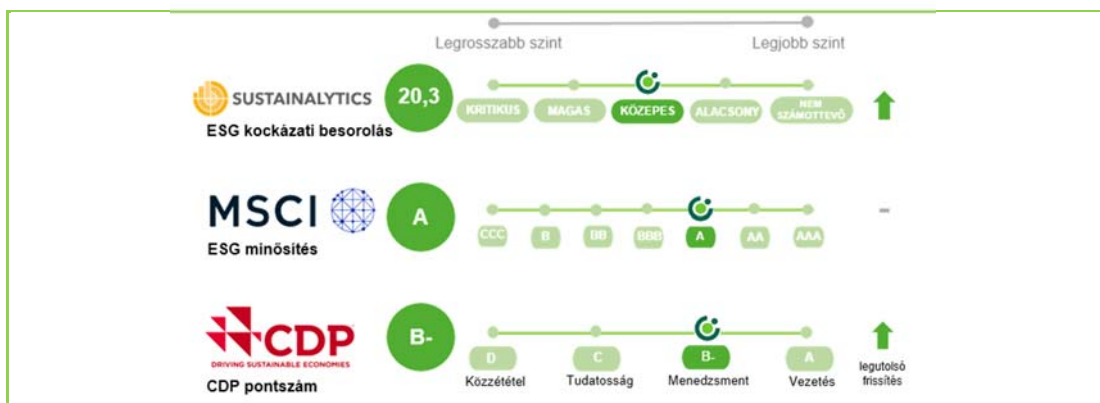 Legrosszabb szint
Legjobb szint
SUSTAINALYTICS
20,3
KRITIKUS
MAGAS
KÖZEPES
ALACSONY
NEM
SZÁMOTTEVŐ
ESG kockázati besorolás
MSCI
A
CCC
B
BB
BBB
A
AA
AAA
-
ESG minősítés
CDP
DRIVING SUSTAINABLE ECONOMIES
B-
D
C
B-
A
Közzététel
Tudatosság
Menedzsment
Vezetés
legutolsó
frissítés
CDP pontszám